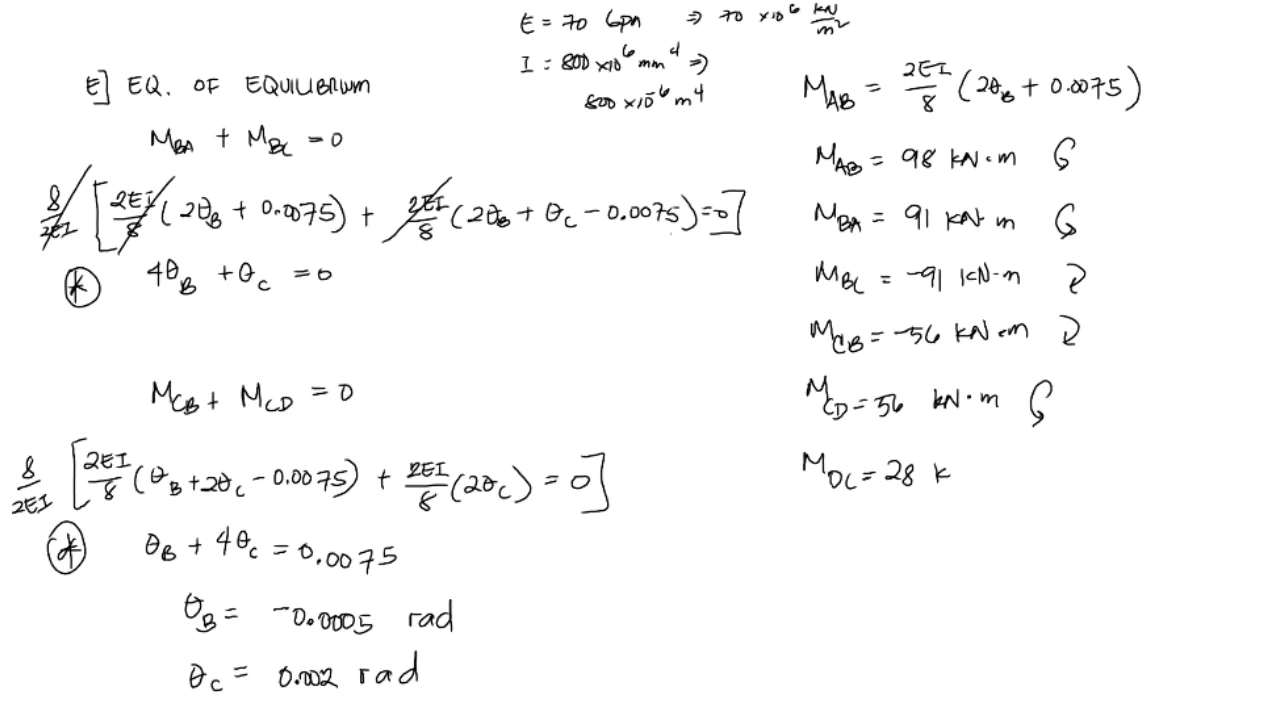 E = 70 Gpa ⇒ 70 ×10⁶ kN/m²
I = 800 ×10⁶ mm⁴ ⇒
800 ×10⁻⁶ m⁴
E] EQ. OF EQUILIBRIUM
M_BA + M_BC = 0
8/2EI [2EI/8 (2θ_B + 0.0075) + 2EI/8 (2θ_B + θ_C − 0.0075) = 0]
* 4θ_B + θ_C = 0
M_CB + M_CD = 0
8/2EI [2EI/8 (θ_B + 2θ_C − 0.0075) + 2EI/8 (2θ_C) = 0]
* θ_B + 4θ_C = 0.0075
θ_B = −0.0005 rad
θ_C = 0.002 rad
M_AB = 2EI/8 (2θ_B + 0.0075)
M_AB = 98 kN·m
M_BA = 91 kN·m
M_BC = −91 kN·m
M_CB = −56 kN·m
M_CD = 56 kN·m
M_DC = 28 k